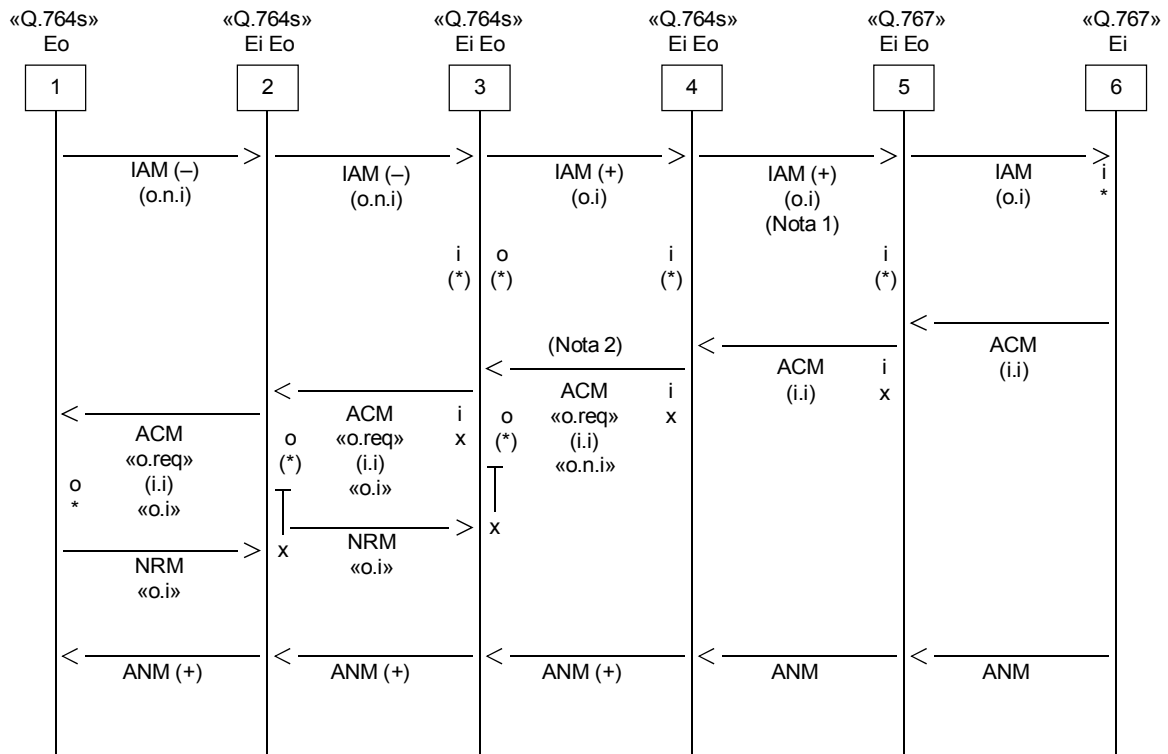 «Q.764s» «Q.764s» «Q.764s» «Q.764s» «Q.767» «Q.767»
Eo Ei Eo Ei Eo Ei Eo Ei Eo Ei
1 2 3 4 5 6
IAM (–) IAM (–) IAM (+) IAM (+) IAM i
(o.n.i) (o.n.i) (o.i) (o.i) (o.i) *
(Nota 1)
i o i i
(*) (*) (*) (*)
(Nota 2) ACM
ACM i (i.i)
(i.i) x
ACM i
«o.req» x
(i.i)
«o.n.i»
ACM i o
«o.req» x (*)
(i.i)
«o.i»
ACM o
«o.req» (*)
o (i.i)
* «o.i»
x
NRM
«o.i»
x
NRM
«o.i»
ANM (+) ANM (+) ANM (+) ANM ANM